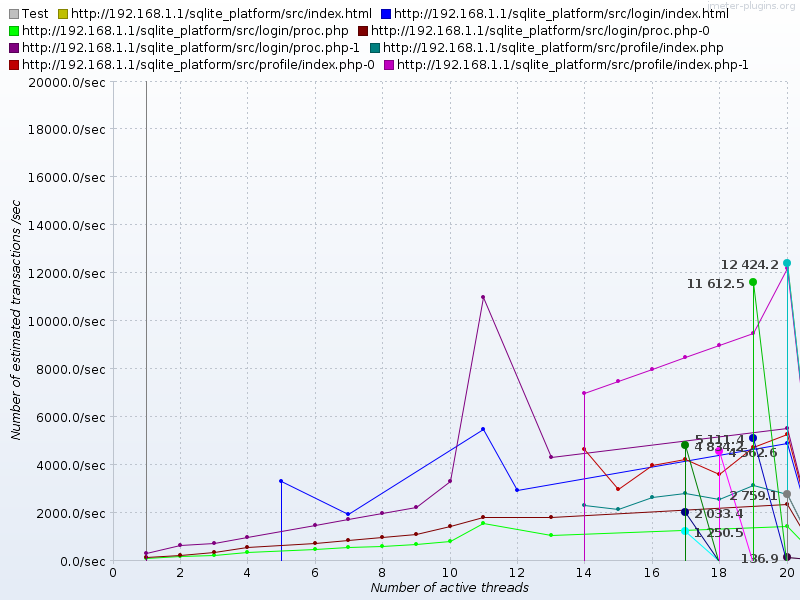 jmeter-plugins.org
Test http://192.168.1.1/sqlite_platform/src/index.html http://192.168.1.1/sqlite_platform/src/login/index.html
http://192.168.1.1/sqlite_platform/src/login/proc.php http://192.168.1.1/sqlite_platform/src/login/proc.php-0
http://192.168.1.1/sqlite_platform/src/login/proc.php-1 http://192.168.1.1/sqlite_platform/src/profile/index.php
http://192.168.1.1/sqlite_platform/src/profile/index.php-0 http://192.168.1.1/sqlite_platform/src/profile/index.php-1
20000.0/sec
18000.0/sec
16000.0/sec
14000.0/sec
12000.0/sec
10000.0/sec
8000.0/sec
6000.0/sec
4000.0/sec
2000.0/sec
0.0/sec
Number of estimated transactions /sec
12 424.2
11 612.5
5 111.4
4 834.2
4 562.6
2 759.1
2 033.4
1 250.5
136.9
0 2 4 6 8 10 12 14 16 18 20
Number of active threads